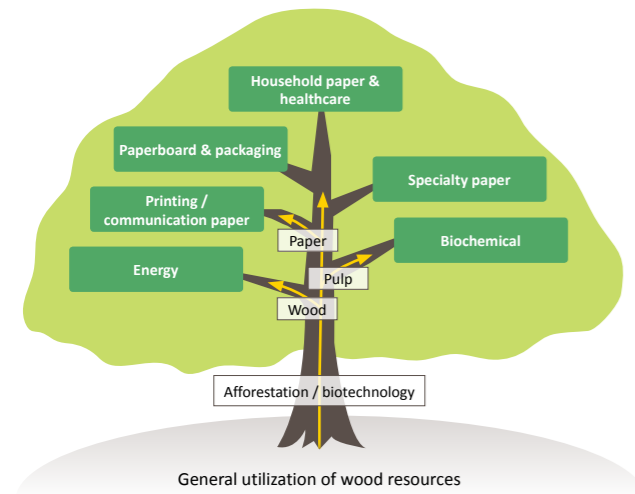 Household paper &
healthcare
Paperboard & packaging
Specialty paper
Printing /
communication paper
Paper
Biochemical
Energy
Pulp
Wood
Afforestation / biotechnology
General utilization of wood resources